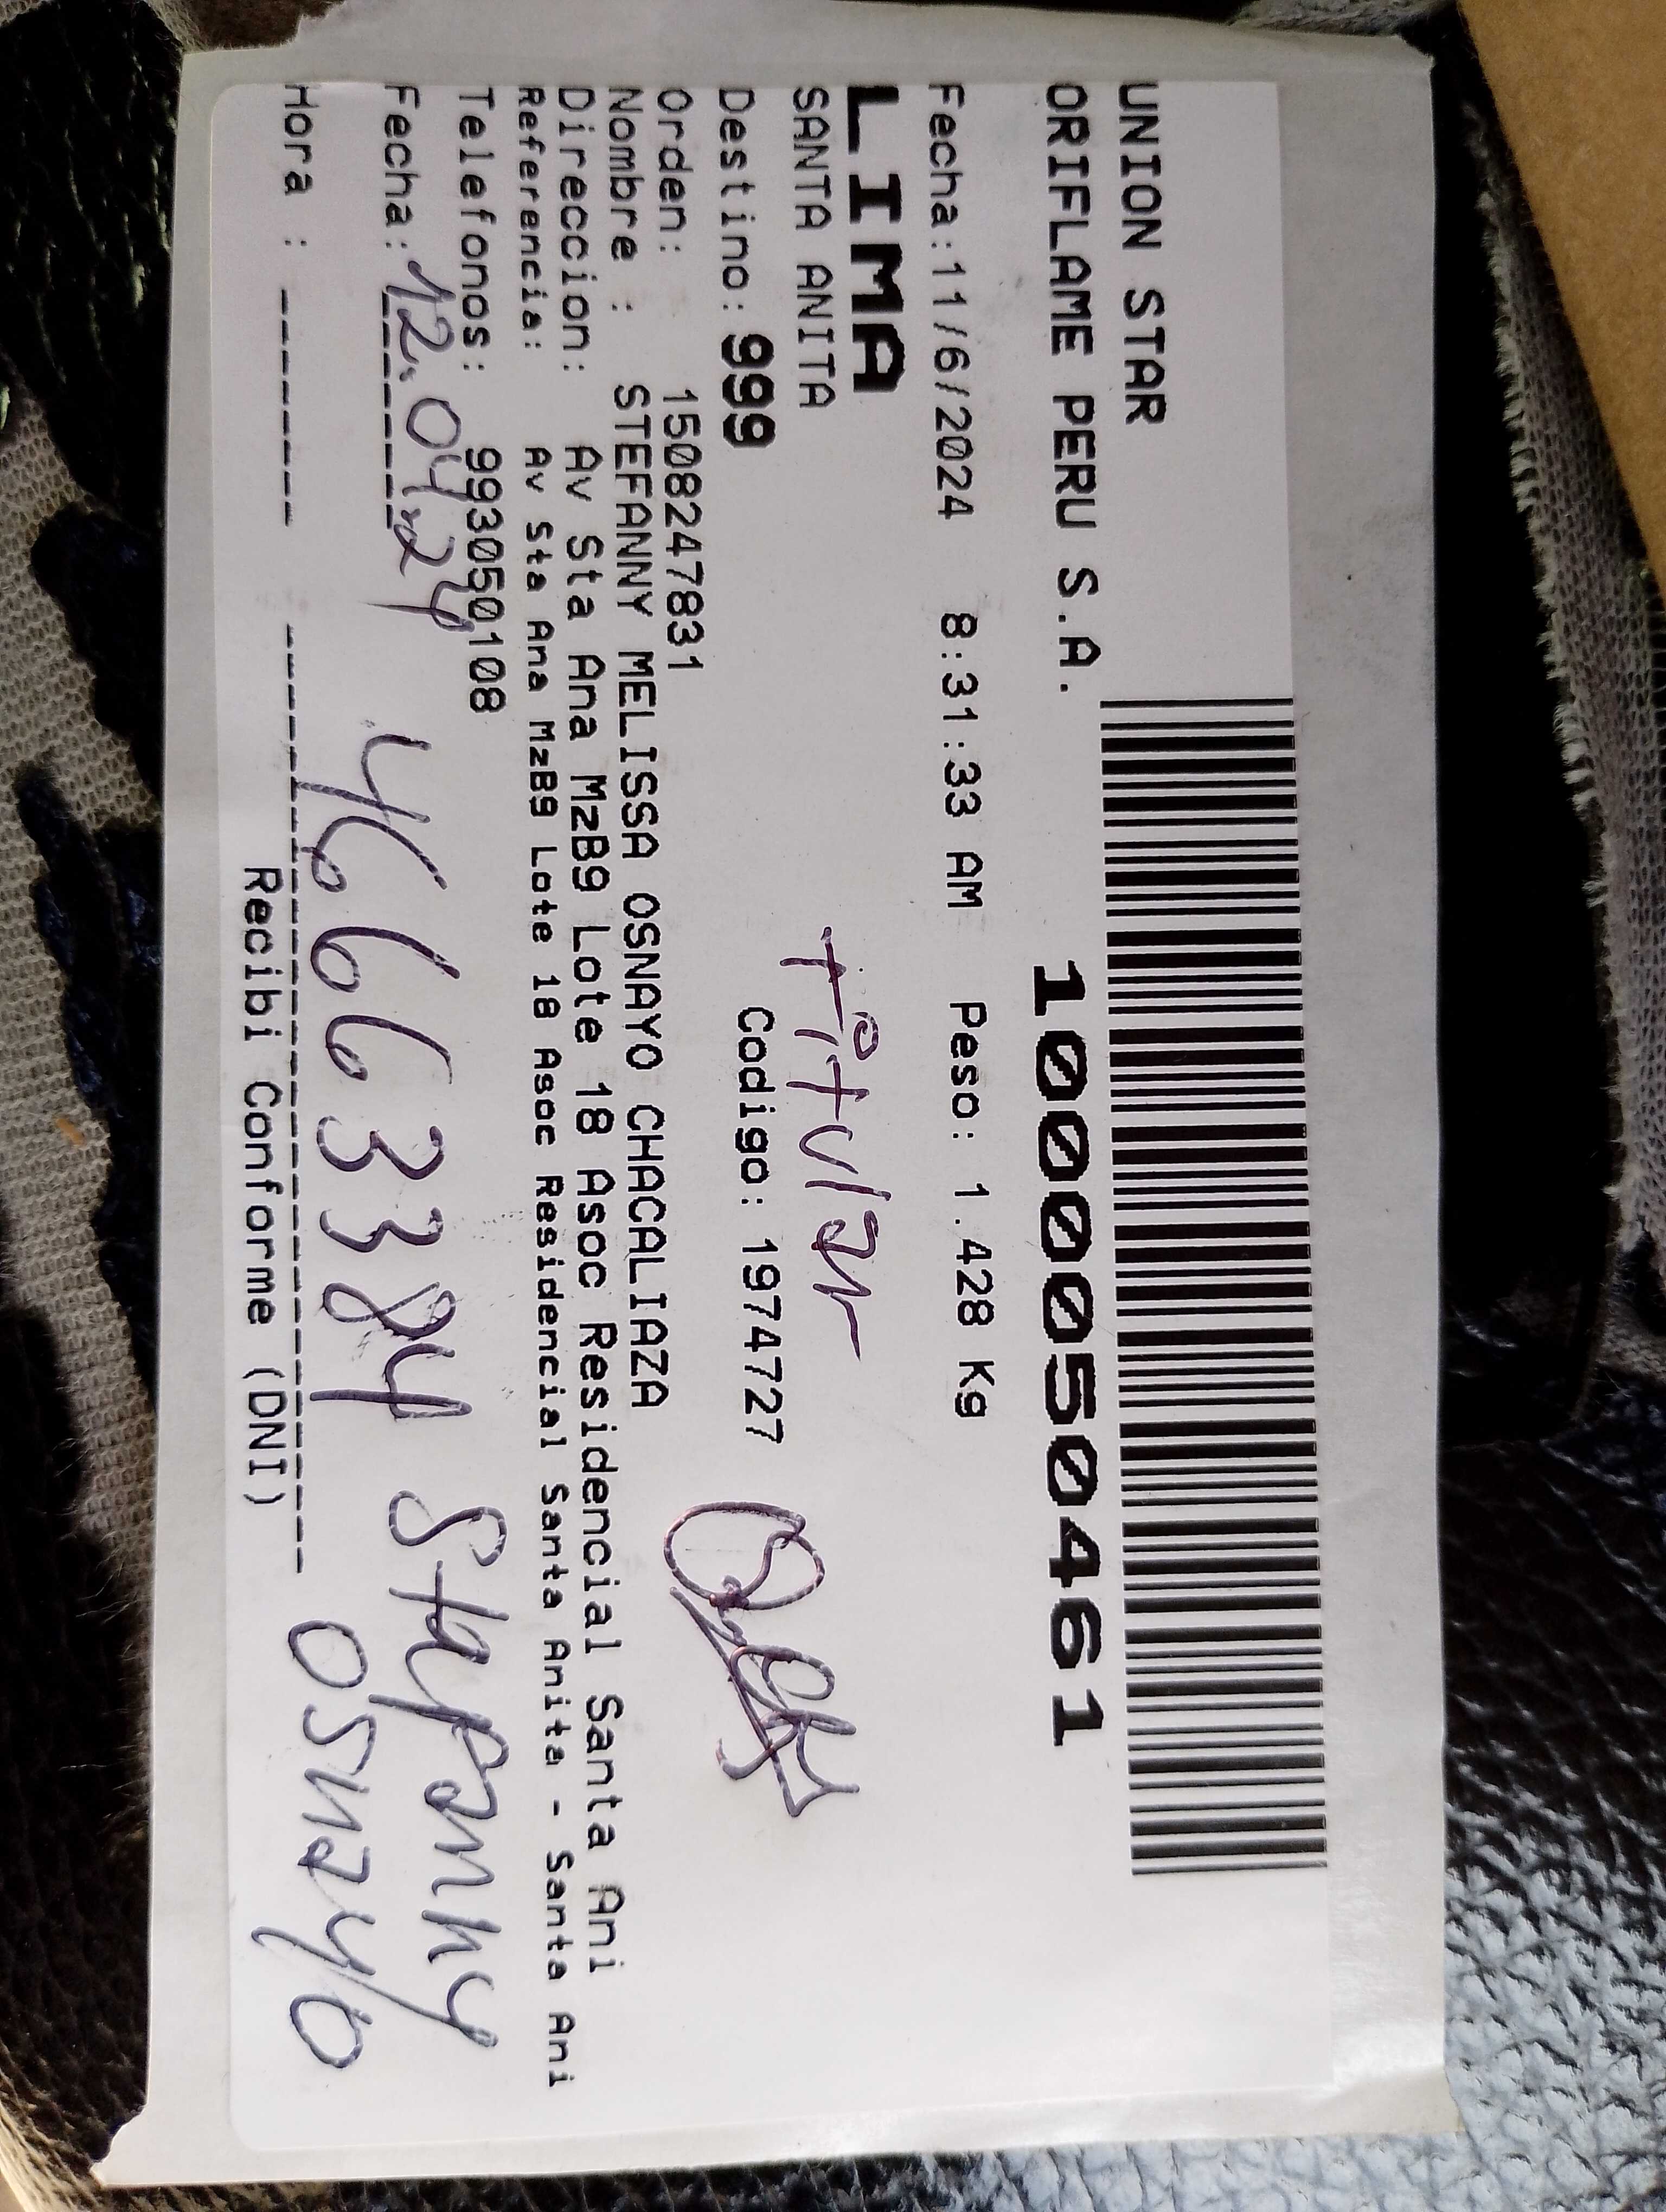 UNION STAR
ORIFLAME PERU S.A.
10000050461
Fecha:11/6/2024 8:31:33 AM Peso: 1.428 Kg
LIMA
SANTA ANITA
titular
Destino: 999 Codigo: 1974727
Orden: 1508247831
Nombre : STEFANNY MELISSA OSNAYO CHACALIAZA
Direccion: Av Sta Ana MzB9 Lote 18 Asoc Residencial Santa Ani
Referencia: Av Sta Ana MzB9 Lote 18 Asoc Residencial Santa Anita - Santa Ani
Telefonos: 993050108
Fecha: 12.04.24
46663384 Stefanny
Osnayo
Hora :
Recibi Conforme (DNI)